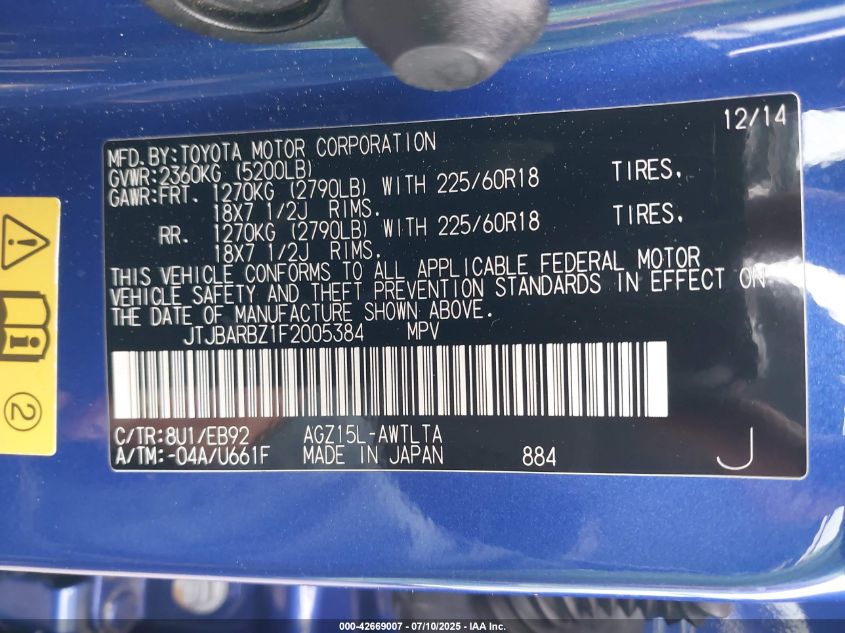 12/14
MFD.BY:TOYOTA MOTOR CORPORATION
GVWR:2360KG (5200LB)
GAWR:FRT. 1270KG (2790LB) WITH 225/60R18 TIRES,
18X7 1/2J RIMS.
RR. 1270KG (2790LB) WITH 225/60R18 TIRES,
18X7 1/2J RIMS.
THIS VEHICLE CONFORMS TO ALL APPLICABLE FEDERAL MOTOR
VEHICLE SAFETY AND THEFT PREVENTION STANDARDS IN EFFECT ON
THE DATE OF MANUFACTURE SHOWN ABOVE.
JTJBARBZ1F2005384 MPV
C/TR:8U1/EB92 AGZ15L-AWTLTA
A/TM:-04A/U661F MADE IN JAPAN 884 J
2
000-42669007 - 07/10/2025 - IAA Inc.